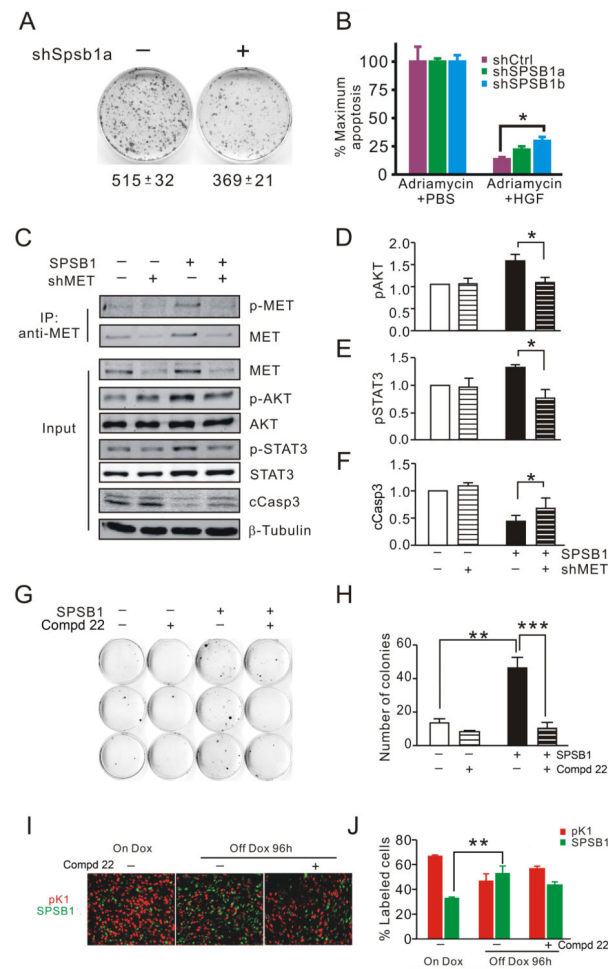 A
shSpsb1a − +
515 ± 32 369 ± 21
B
% Maximum apoptosis
100
75
50
25
0
shCtrl
shSPSB1a
shSPSB1b
*
Adriamycin +PBS
Adriamycin +HGF
C
SPSB1 − − + +
shMET − + − +
IP: anti-MET
p-MET
MET
Input
MET
p-AKT
AKT
p-STAT3
STAT3
cCasp3
β-Tubulin
D
pAKT
2.0
1.5
1.0
0.5
0.0
*
E
pSTAT3
1.5
1.0
0.5
0.0
*
F
cCasp3
1.5
1.0
0.5
0.0
*
− − + + SPSB1
− + − + shMET
G
SPSB1 − − + +
Compd 22 − + − +
H
Number of colonies
60
40
20
0
** ***
− − + + SPSB1
− + − + Compd 22
I
On Dox Off Dox 96h
Compd 22 − − +
pK1
SPSB1
J
% Labeled cells
80
60
40
20
0
pK1
SPSB1
**
− − + Compd 22
On Dox Off Dox 96h